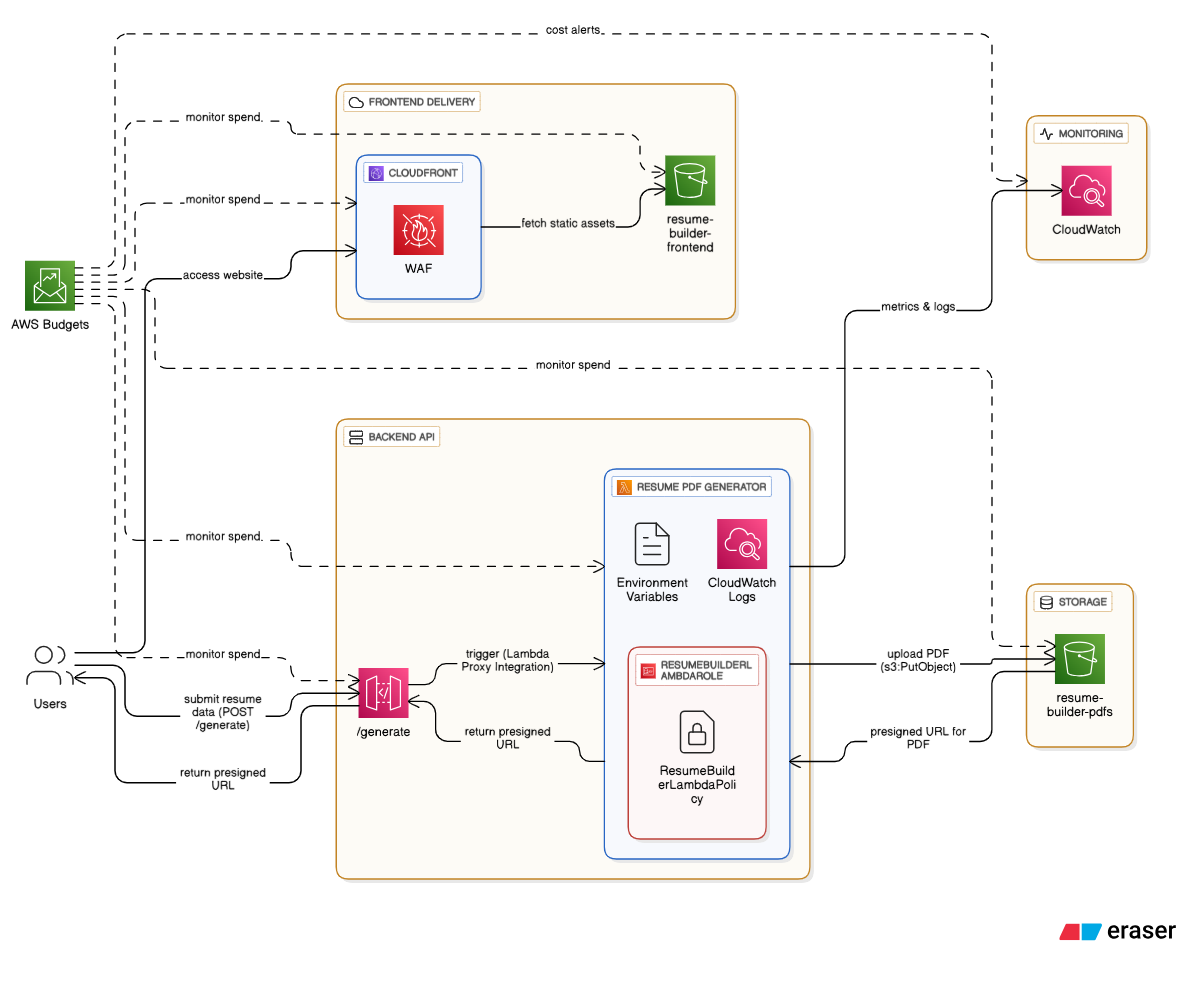 cost alerts
FRONTEND DELIVERY
monitor spend
MONITORING
CLOUDFRONT
monitor spend
fetch static assets
resume-
builder-
frontend
CloudWatch
WAF
access website
AWS Budgets
metrics & logs
monitor spend
BACKEND API
RESUME PDF GENERATOR
monitor spend
Environment
Variables
CloudWatch
Logs
STORAGE
monitor spend
trigger (Lambda
Proxy Integration)
RESUMEBUILDERL
AMBDAROLE
upload PDF
(s3:PutObject)
Users
submit resume
data (POST
/generate)
/generate
resume-
builder-pdfs
return presigned
URL
presigned URL for
PDF
return presigned
URL
ResumeBuild
erLambdaPoli
cy
eraser